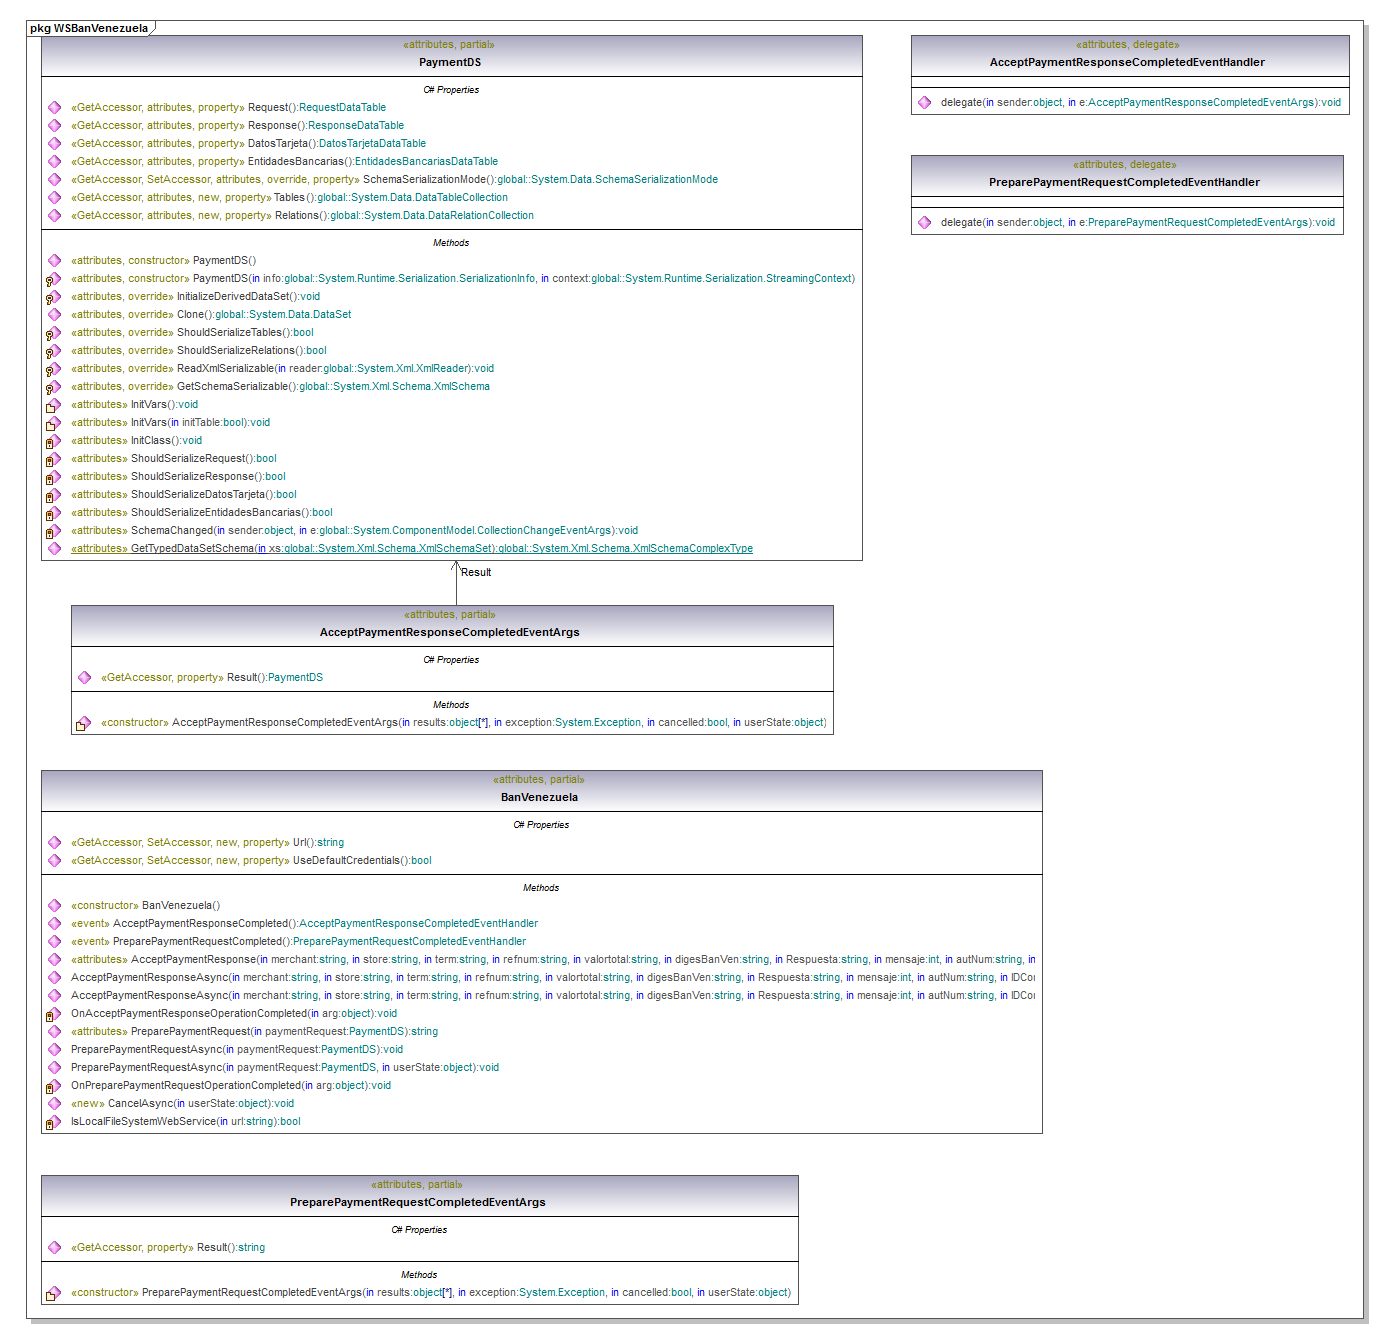 pkg WSBanVenezuela
«attributes, partial»
PaymentDS
C# Properties
«GetAccessor, attributes, property» Request():RequestDataTable
«GetAccessor, attributes, property» Response():ResponseDataTable
«GetAccessor, attributes, property» DatosTarjeta():DatosTarjetaDataTable
«GetAccessor, attributes, property» EntidadesBancarias():EntidadesBancariasDataTable
«GetAccessor, SetAccessor, attributes, override, property» SchemaSerializationMode():global::System.Data.SchemaSerializationMode
«GetAccessor, attributes, new, property» Tables():global::System.Data.DataTableCollection
«GetAccessor, attributes, new, property» Relations():global::System.Data.DataRelationCollection
Methods
«attributes, constructor» PaymentDS()
«attributes, constructor» PaymentDS(in info:global::System.Runtime.Serialization.SerializationInfo, in context:global::System.Runtime.Serialization.StreamingContext)
«attributes, override» InitializeDerivedDataSet():void
«attributes, override» Clone():global::System.Data.DataSet
«attributes, override» ShouldSerializeTables():bool
«attributes, override» ShouldSerializeRelations():bool
«attributes, override» ReadXmlSerializable(in reader:global::System.Xml.XmlReader):void
«attributes, override» GetSchemaSerializable():global::System.Xml.Schema.XmlSchema
«attributes» InitVars():void
«attributes» InitVars(in initTable:bool):void
«attributes» InitClass():void
«attributes» ShouldSerializeRequest():bool
«attributes» ShouldSerializeResponse():bool
«attributes» ShouldSerializeDatosTarjeta():bool
«attributes» ShouldSerializeEntidadesBancarias():bool
«attributes» SchemaChanged(in sender:object, in e:global::System.ComponentModel.CollectionChangeEventArgs):void
«attributes» GetTypedDataSetSchema(in xs:global::System.Xml.Schema.XmlSchemaSet):global::System.Xml.Schema.XmlSchemaComplexType
«attributes, delegate»
AcceptPaymentResponseCompletedEventHandler
delegate(in sender:object, in e:AcceptPaymentResponseCompletedEventArgs):void
«attributes, delegate»
PreparePaymentRequestCompletedEventHandler
delegate(in sender:object, in e:PreparePaymentRequestCompletedEventArgs):void
Result
«attributes, partial»
AcceptPaymentResponseCompletedEventArgs
C# Properties
«GetAccessor, property» Result():PaymentDS
Methods
«constructor» AcceptPaymentResponseCompletedEventArgs(in results:object[*], in exception:System.Exception, in cancelled:bool, in userState:object)
«attributes, partial»
BanVenezuela
C# Properties
«GetAccessor, SetAccessor, new, property» Url():string
«GetAccessor, SetAccessor, new, property» UseDefaultCredentials():bool
Methods
«constructor» BanVenezuela()
«event» AcceptPaymentResponseCompleted():AcceptPaymentResponseCompletedEventHandler
«event» PreparePaymentRequestCompleted():PreparePaymentRequestCompletedEventHandler
«attributes» AcceptPaymentResponse(in merchant:string, in store:string, in term:string, in refnum:string, in valortotal:string, in digesBanVen:string, in Respuesta:string, in mensaje:int, in autNum:string, in
AcceptPaymentResponseAsync(in merchant:string, in store:string, in term:string, in refnum:string, in valortotal:string, in digesBanVen:string, in Respuesta:string, in mensaje:int, in autNum:string, in IDCo
AcceptPaymentResponseAsync(in merchant:string, in store:string, in term:string, in refnum:string, in valortotal:string, in digesBanVen:string, in Respuesta:string, in mensaje:int, in autNum:string, in IDCo
OnAcceptPaymentResponseOperationCompleted(in arg:object):void
«attributes» PreparePaymentRequest(in paymentRequest:PaymentDS):string
PreparePaymentRequestAsync(in paymentRequest:PaymentDS):void
PreparePaymentRequestAsync(in paymentRequest:PaymentDS, in userState:object):void
OnPreparePaymentRequestOperationCompleted(in arg:object):void
«new» CancelAsync(in userState:object):void
IsLocalFileSystemWebService(in url:string):bool
«attributes, partial»
PreparePaymentRequestCompletedEventArgs
C# Properties
«GetAccessor, property» Result():string
Methods
«constructor» PreparePaymentRequestCompletedEventArgs(in results:object[*], in exception:System.Exception, in cancelled:bool, in userState:object)